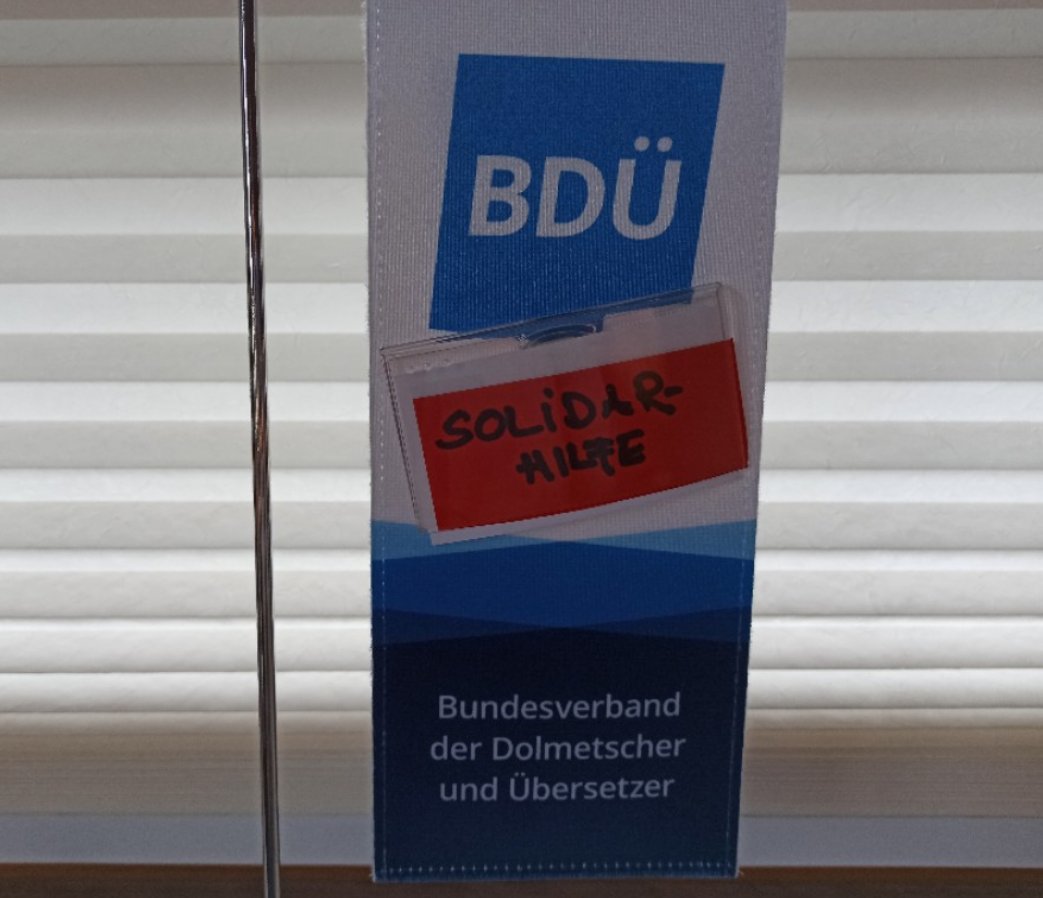 BDÜ
SOLiDAR-
HILFE
Bundesverband
der Dolmetscher
und Übersetzer